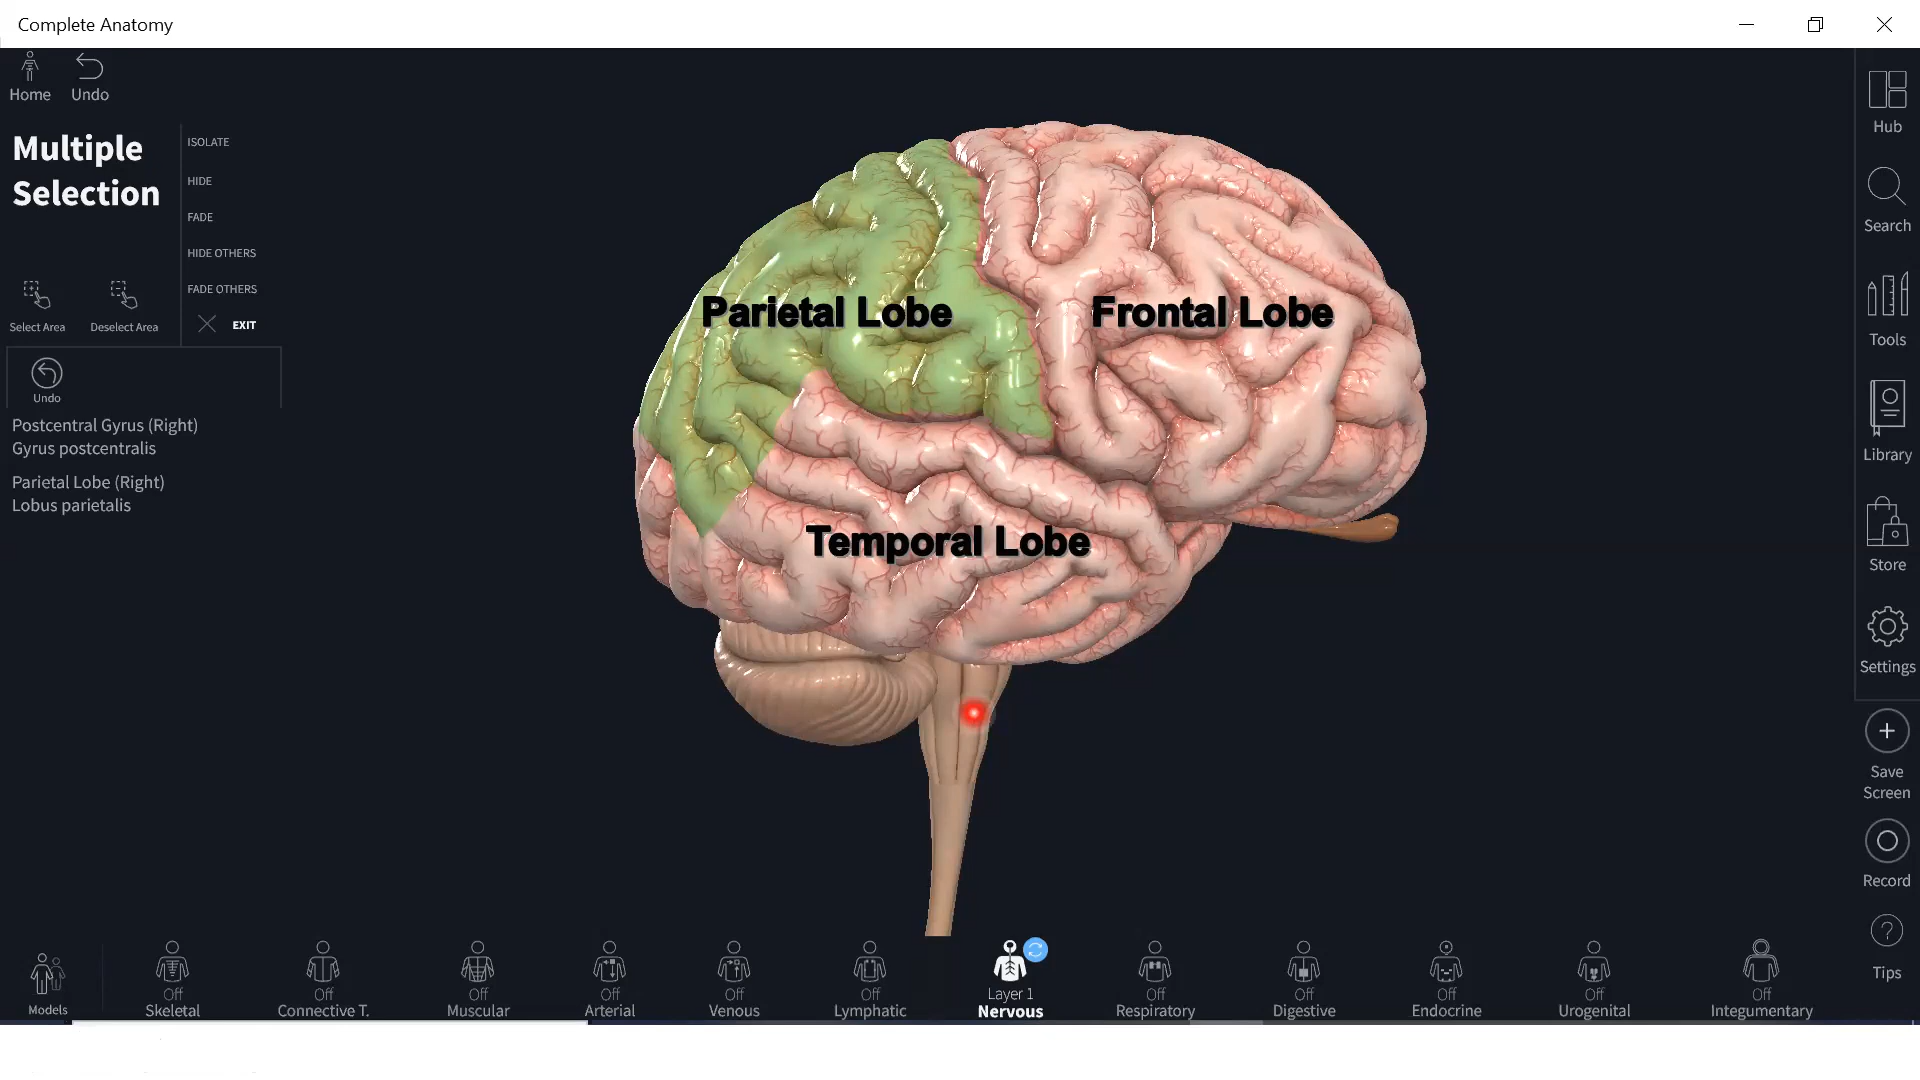 Complete Anatomy
Home
Undo
Multiple
Selection
ISOLATE
HIDE
FADE
HIDE OTHERS
FADE OTHERS
EXIT
Select Area
Deselect Area
Undo
Postcentral Gyrus (Right)
Gyrus postcentralis
Parietal Lobe (Right)
Lobus parietalis
Parietal Lobe
Frontal Lobe
Temporal Lobe
Hub
Search
Tools
Library
Store
Settings
Save
Screen
Record
Tips
Models
Off
Skeletal
Off
Connective T.
Off
Muscular
Off
Arterial
Off
Venous
Off
Lymphatic
Layer 1
Nervous
Off
Respiratory
Off
Digestive
Off
Endocrine
Off
Urogenital
Off
Integumentary